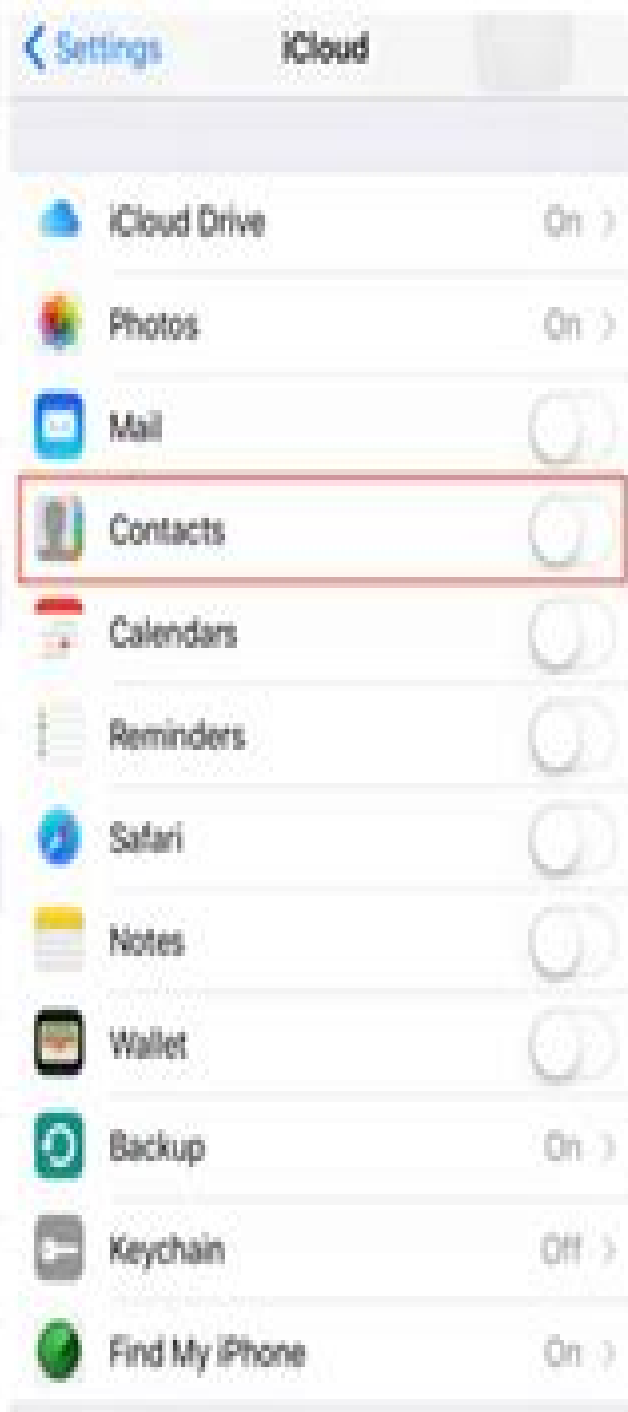 Settings iCloud
iCloud Drive On
Photos On
Mail
Contacts
Calendars
Reminders
Safari
Notes
Wallet
Backup On
Keychain Off
Find My iPhone On